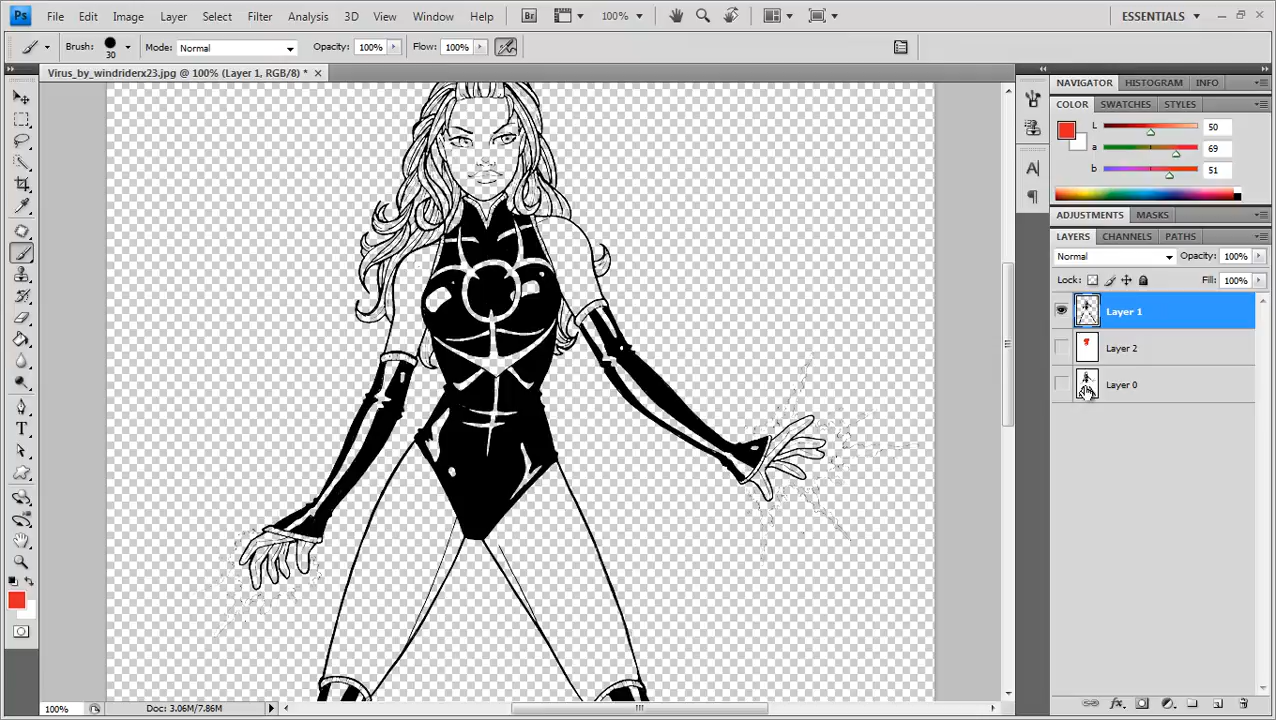 Ps File Edit Image Layer Select Filter Analysis 3D View Window Help Br 100% ESSENTIALS
Brush: 30 Mode: Normal Opacity: 100% Flow: 100%
Virus_by_windriderx23.jpg @ 100% (Layer 1, RGB/8) *
NAVIGATOR HISTOGRAM INFO
COLOR SWATCHES STYLES
L 50
a 69
b 51
ADJUSTMENTS MASKS
LAYERS CHANNELS PATHS
Normal Opacity: 100%
Lock: Fill: 100%
Layer 1
Layer 2
Layer 0
T
A
100% Doc: 3.06M/7.86M
fx